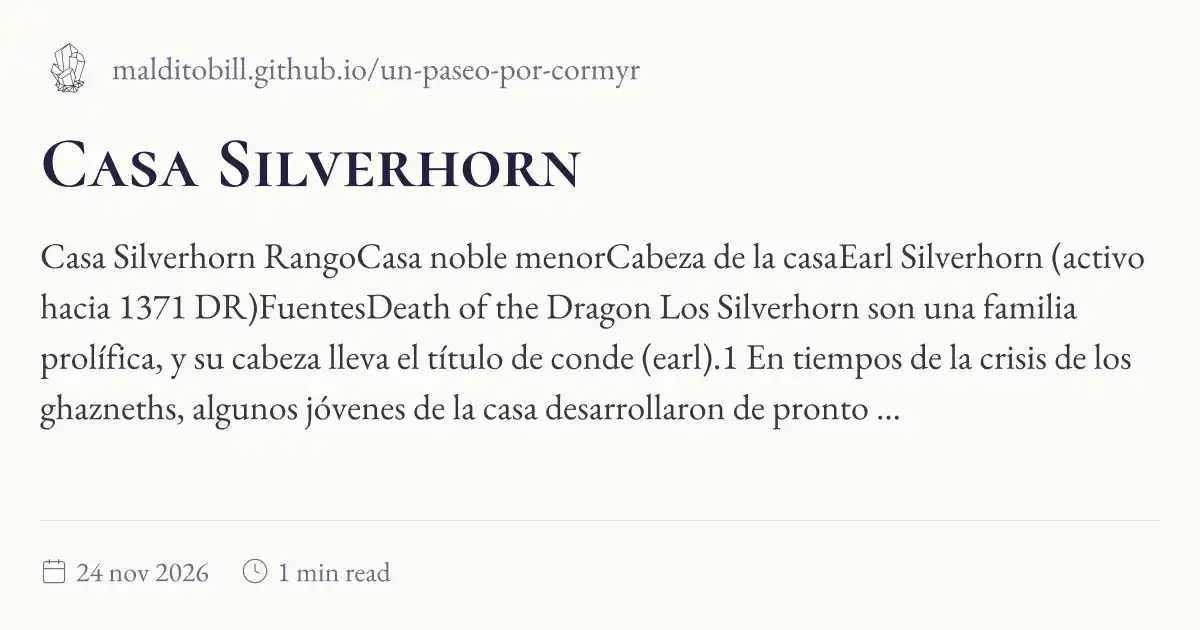 malditobill.github.io/un-paseo-por-cormyr
Casa Silverhorn
Casa Silverhorn RangoCasa noble menorCabeza de la casaEarl Silverhorn (activo
hacia 1371 DR)FuentesDeath of the Dragon Los Silverhorn son una familia
prolífica, y su cabeza lleva el título de conde (earl).1 En tiempos de la crisis de los
ghazneths, algunos jóvenes de la casa desarrollaron de pronto ...
24 nov 2026
1 min read